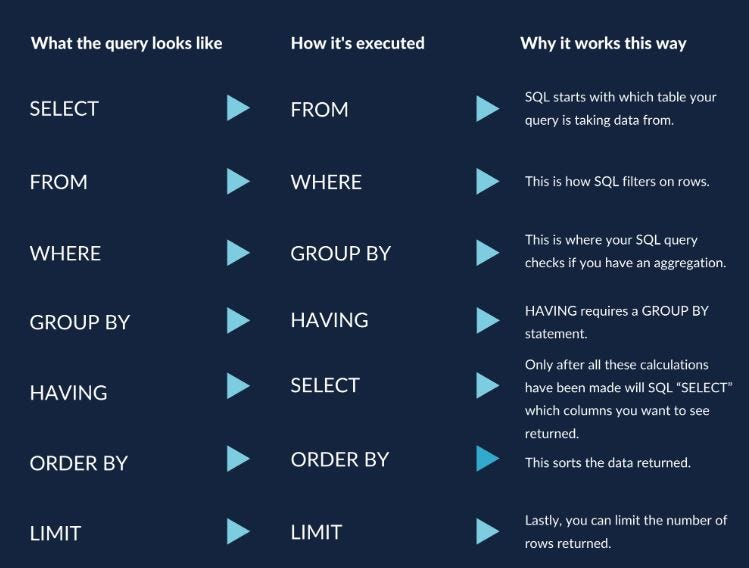 What the query looks like How it's executed Why it works this way
SELECT FROM SQL starts with which table your
query is taking data from.
FROM WHERE This is how SQL filters on rows.
WHERE GROUP BY This is where your SQL query
checks if you have an aggregation.
GROUP BY HAVING HAVING requires a GROUP BY
statement.
HAVING SELECT Only after all these calculations
have been made will SQL “SELECT”
which columns you want to see
returned.
ORDER BY ORDER BY This sorts the data returned.
LIMIT LIMIT Lastly, you can limit the number of
rows returned.